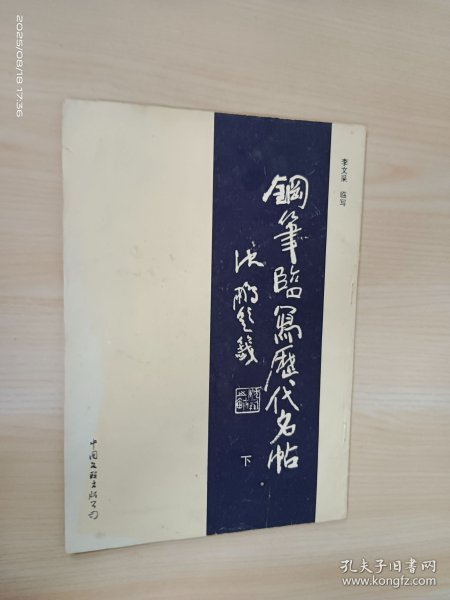 2025/08/18 17:36
李文采 临写
鋼筆臨寫歷代名帖
沈鵬題籤
下
中国文联出版公司
孔夫子旧书网
www.kongfz.com